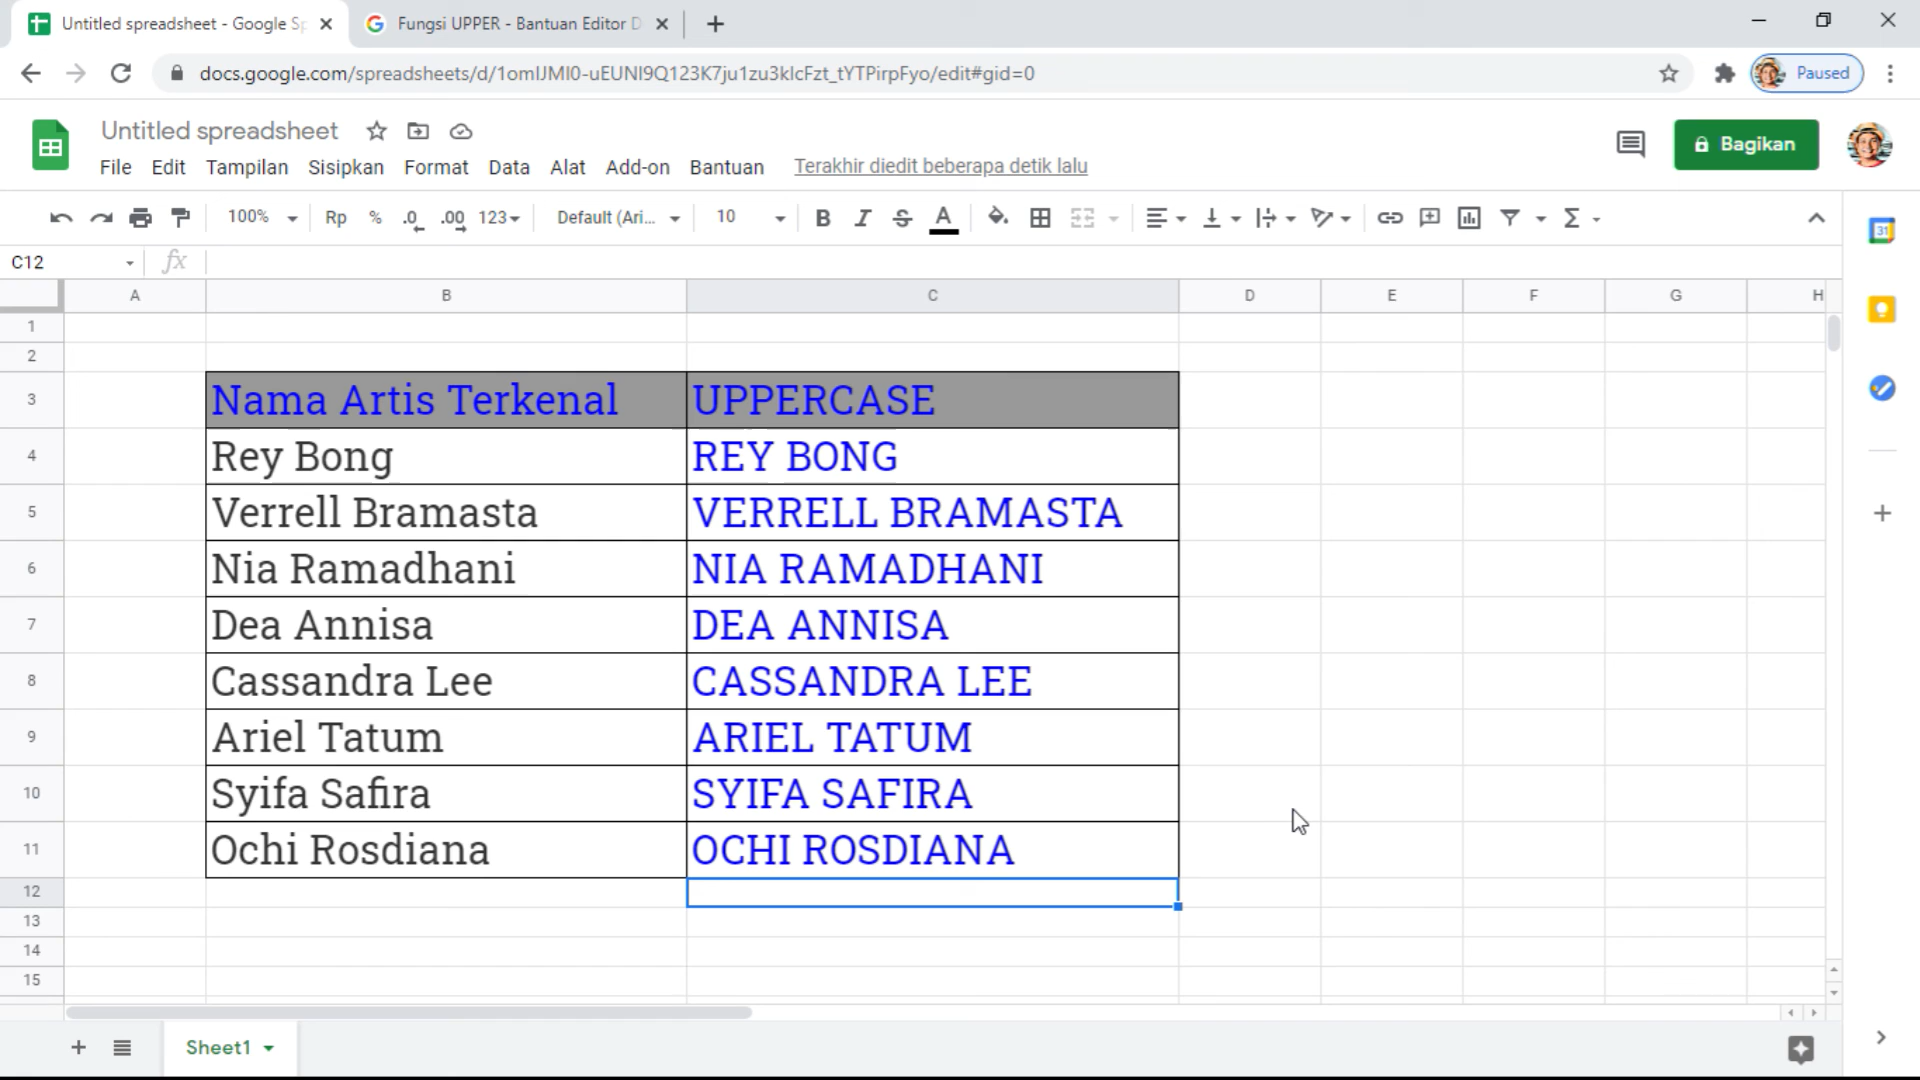 Untitled spreadsheet - Google Sp
Fungsi UPPER - Bantuan Editor D
docs.google.com/spreadsheets/d/1omIJMI0-uEUNI9Q123K7ju1zu3klcFzt_tYTPirpFyo/edit#gid=0
Paused
Untitled spreadsheet
File Edit Tampilan Sisipkan Format Data Alat Add-on Bantuan Terakhir diedit beberapa detik lalu
Bagikan
100% Rp % .0 .00 123 Default (Ari... 10 B I S A Σ
31
C12 fx
A B C D E F G H
1
2
3 Nama Artis Terkenal UPPERCASE
4 Rey Bong REY BONG
5 Verrell Bramasta VERRELL BRAMASTA
6 Nia Ramadhani NIA RAMADHANI
7 Dea Annisa DEA ANNISA
8 Cassandra Lee CASSANDRA LEE
9 Ariel Tatum ARIEL TATUM
10 Syifa Safira SYIFA SAFIRA
11 Ochi Rosdiana OCHI ROSDIANA
12
13
14
15
Sheet1